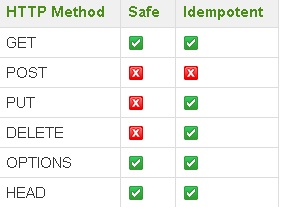 HTTP Method Safe Idempotent
GET
POST
PUT
DELETE
OPTIONS
HEAD